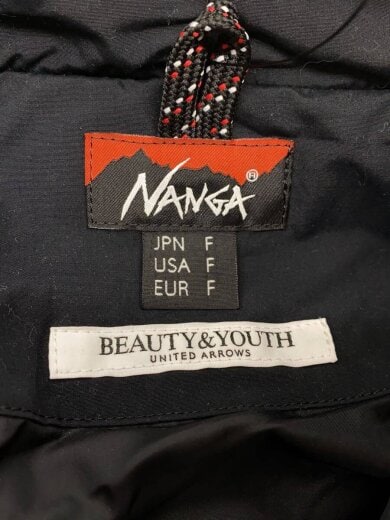 NANGA®
JPN F
USA F
EUR F
BEAUTY&YOUTH
UNITED ARROWS